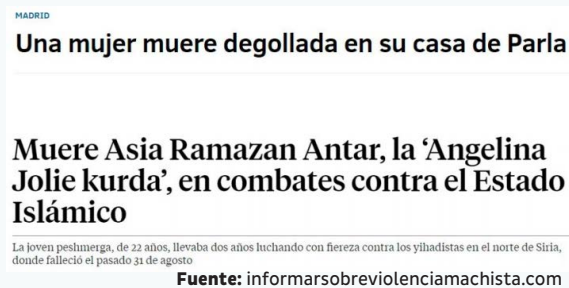 MADRID
Una mujer muere degollada en su casa de Parla
Muere Asia Ramazan Antar, la ‘Angelina
Jolie kurda’, en combates contra el Estado
Islámico
La joven peshmerga, de 22 años, llevaba dos años luchando con fiereza contra los yihadistas en el norte de Siria,
donde falleció el pasado 31 de agosto
Fuente: informarsobreviolenciamachista.com